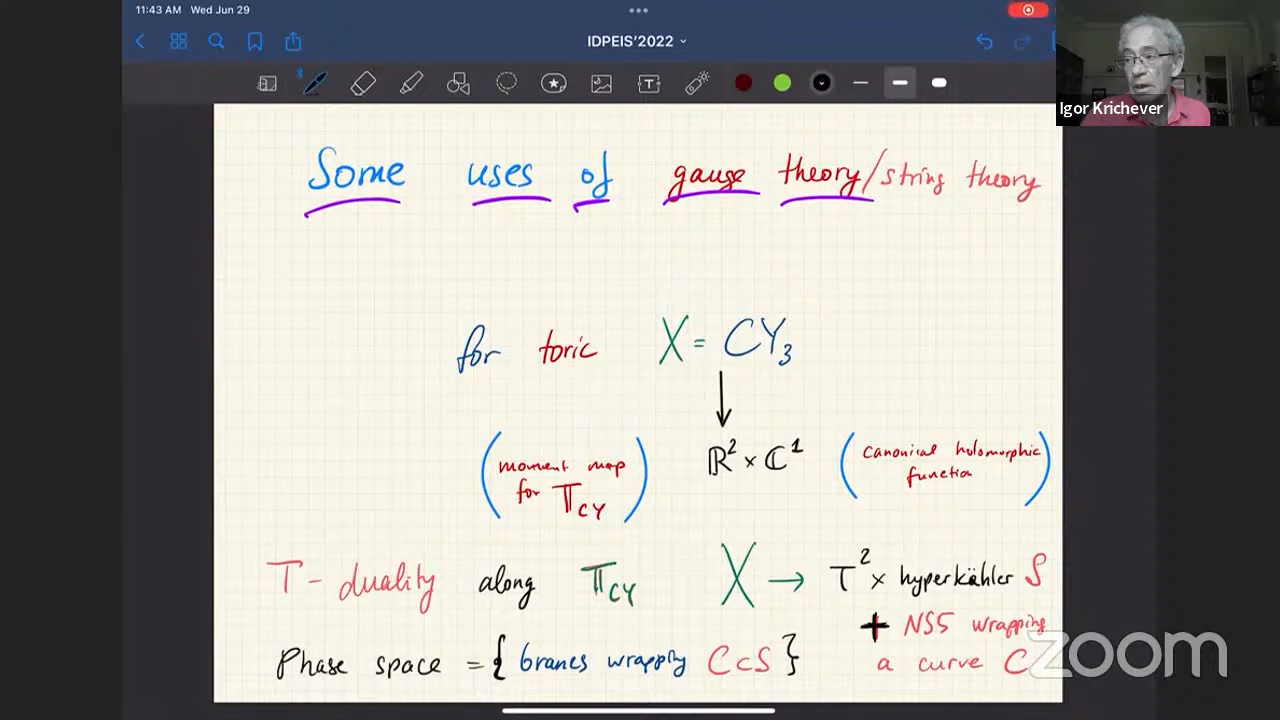 11:43 AM Wed Jun 29
IDPEIS'2022
Igor Krichever
Some uses of gauge theory/string theory
for toric X = CY₃
(moment map for 𝕋_CY) ℝ² × ℂ¹ (canonical holomorphic function)
T-duality along 𝕋_CY X → T² × hyperkähler S
+ NS5 wrapping
Phase space = { branes wrapping C⊂S } a curve C
zoom